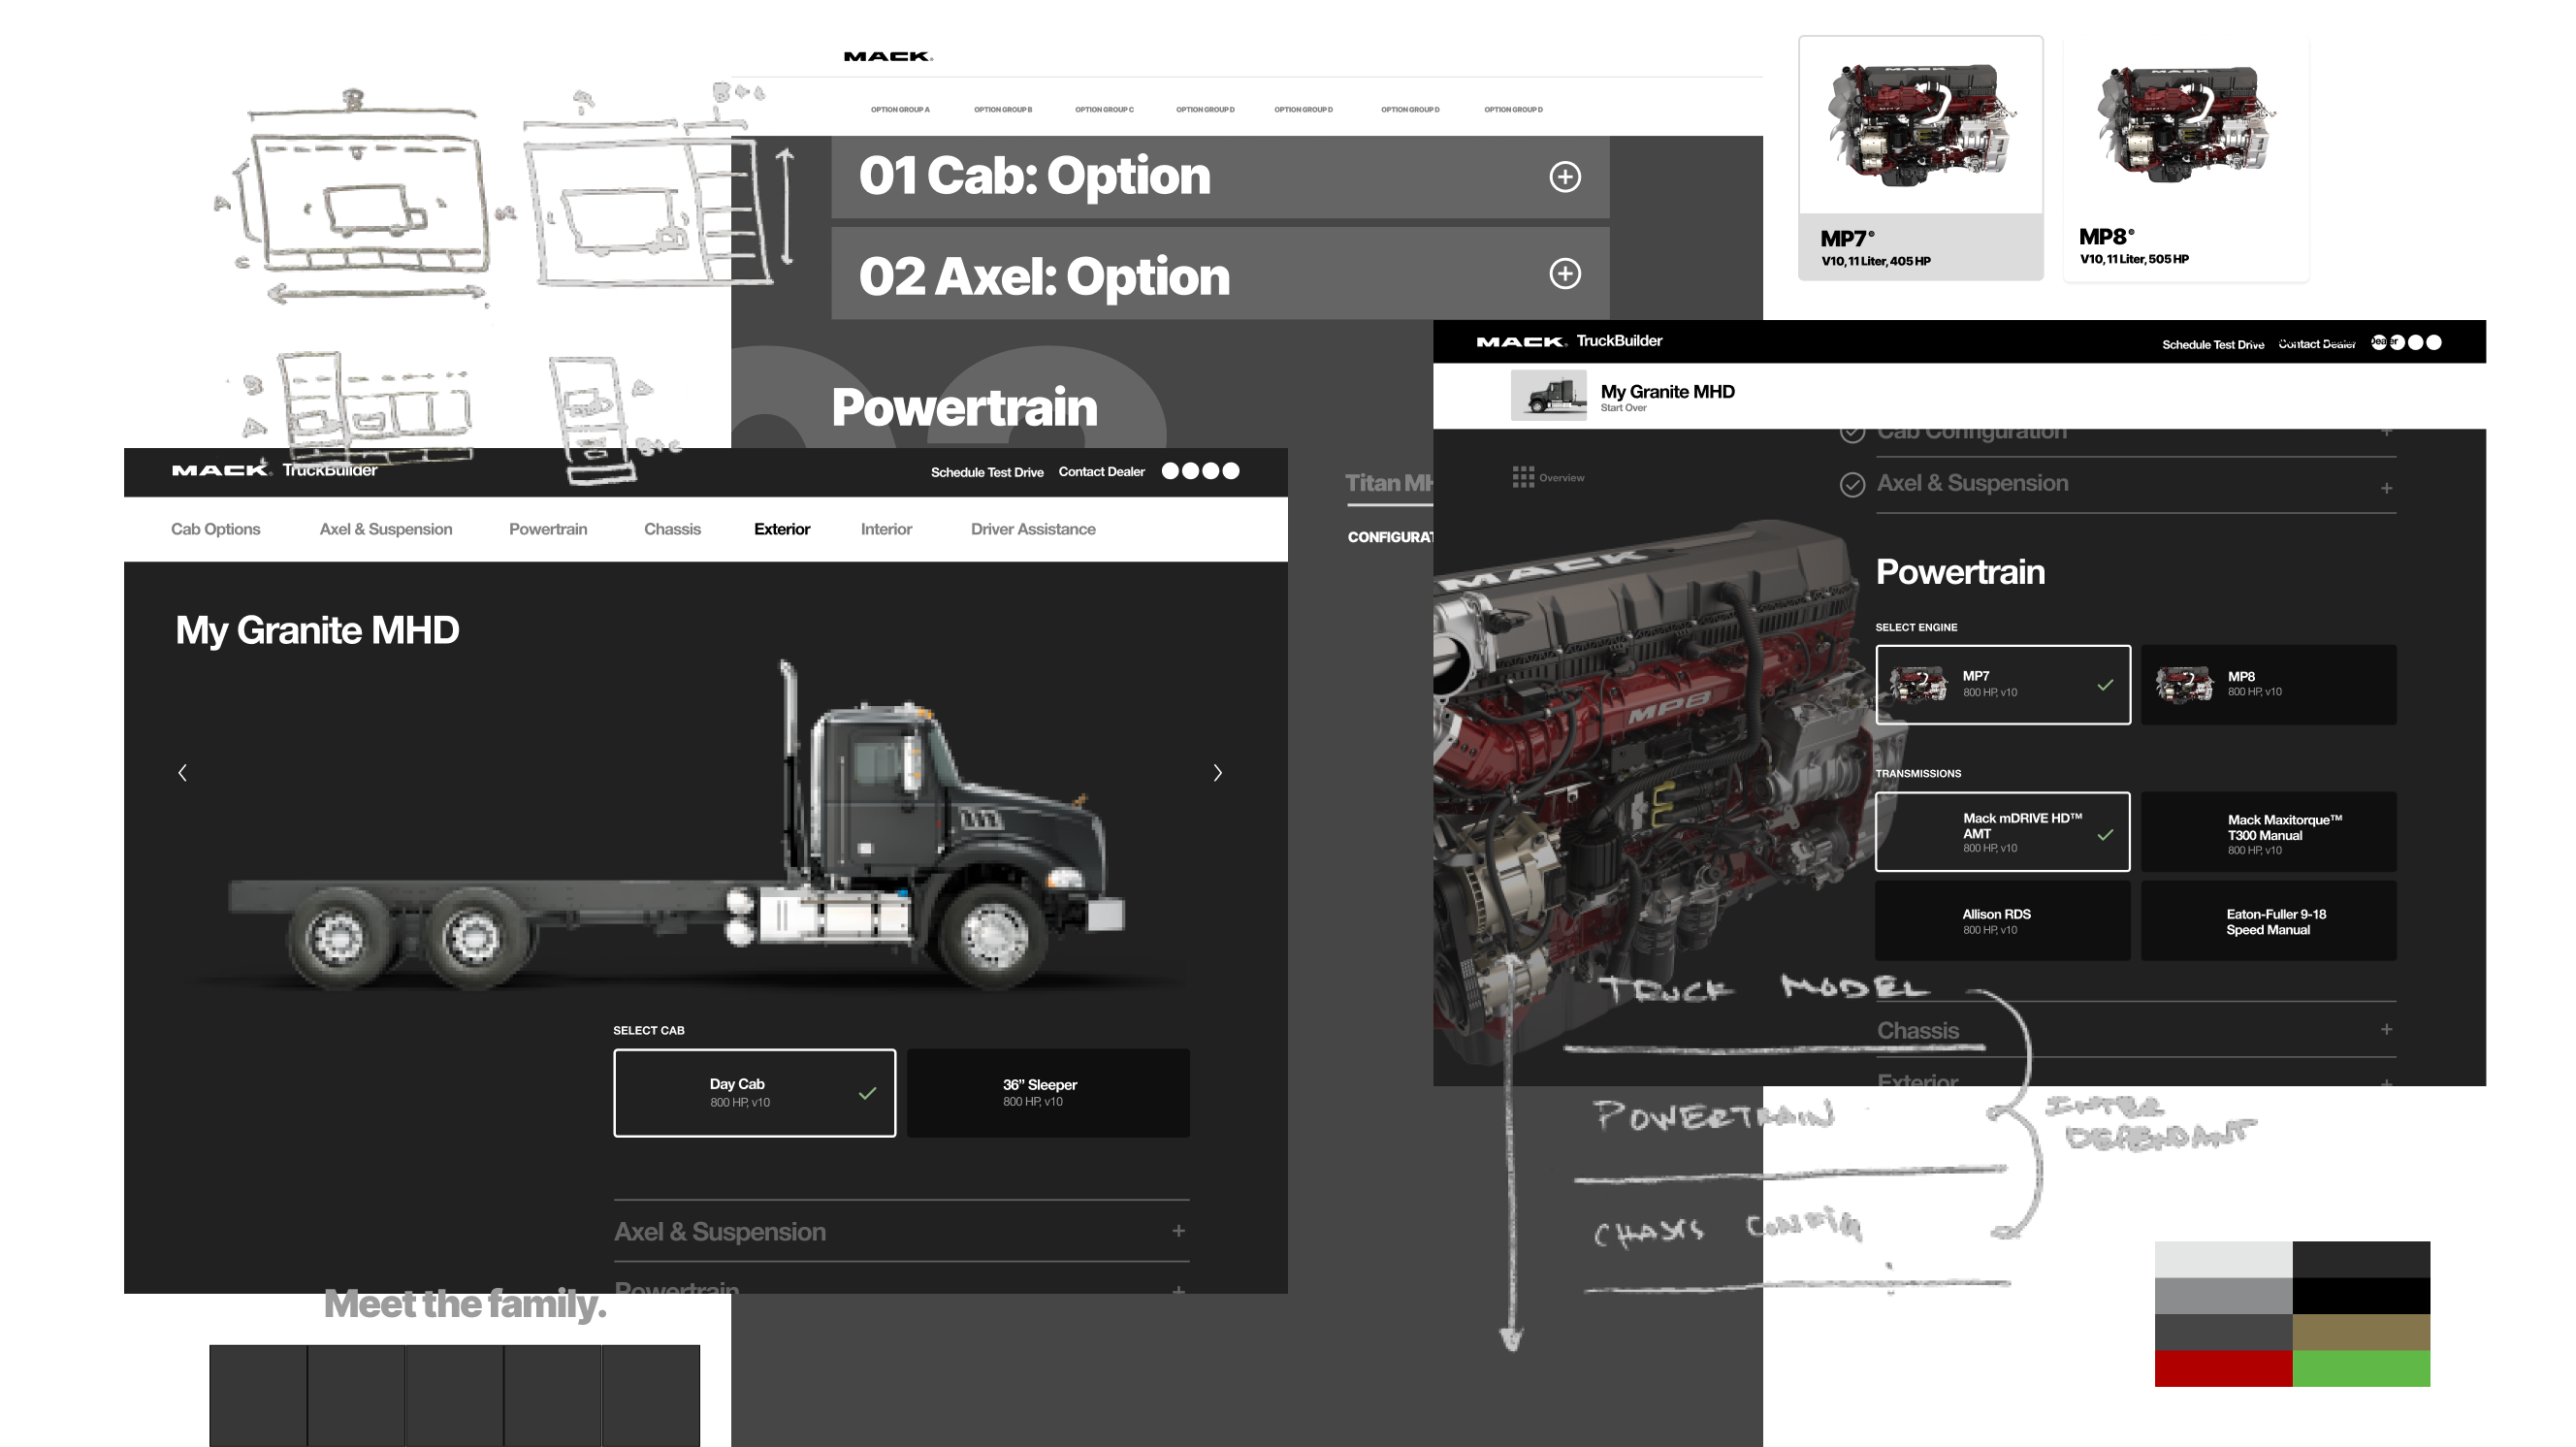 MACK®
OPTION GROUP A OPTION GROUP B OPTION GROUP C OPTION GROUP D OPTION GROUP D OPTION GROUP D OPTION GROUP D
01 Cab: Option
02 Axel: Option
Powertrain
B
A
C
B
A
B+C
MP7®
V10, 11 Liter, 405 HP
MP8®
V10, 11 Liter, 505 HP
MACK® TruckBuilder
Schedule Test Drive Contact Dealer
Cab Options Axel & Suspension Powertrain Chassis Exterior Interior Driver Assistance
My Granite MHD
SELECT CAB
Day Cab
800 HP, v10
36” Sleeper
800 HP, v10
Axel & Suspension
Powertrain
Meet the family.
Titan
CONFIGURAT
MACK® TruckBuilder
Schedule Test Drive Contact Dealer
My Granite MHD
Start Over
Overview
Cab Configuration
Axel & Suspension
MACK
MP8
Powertrain
SELECT ENGINE
MP7
800 HP, v10
MP8
800 HP, v10
TRANSMISSIONS
Mack mDRIVE HD™
AMT
800 HP, v10
Mack Maxitorque™
T300 Manual
800 HP, v10
Allison RDS
800 HP, v10
Eaton-Fuller 9-18
Speed Manual
Chassis
Exterior
TRUCK MODEL
POWERTRAIN
CHASIS CONFIG
INTER
DEPENDANT